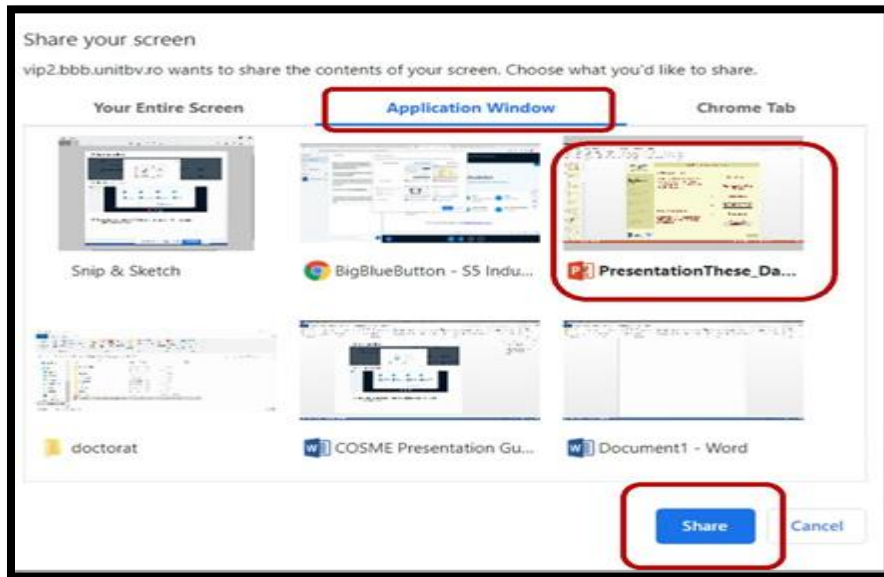 Share your screen
vip2.bbb.unitbv.ro wants to share the contents of your screen. Choose what you'd like to share.
Your Entire Screen Application Window Chrome Tab
Snip & Sketch BigBlueButton - S5 Indu... PresentationThese_Da...
doctorat COSME Presentation Gu... Document1 - Word
Share Cancel